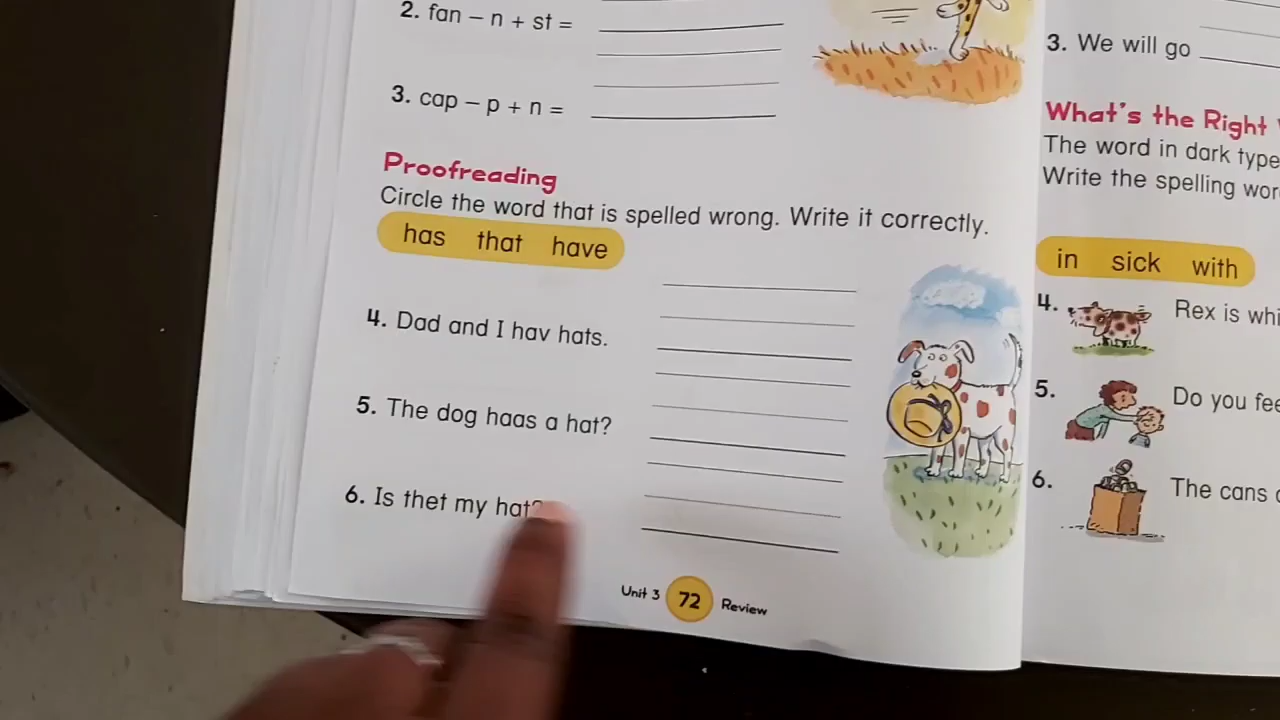 2. fan – n + st =
3. cap – p + n =
Proofreading
Circle the word that is spelled wrong. Write it correctly.
has that have
4. Dad and I hav hats.
5. The dog haas a hat?
6. Is thet my hat?
Unit 3 72 Review
3. We will go
What's the Right
The word in dark type
Write the spelling
in sick with
4. Rex is
5. Do you
6. The cans